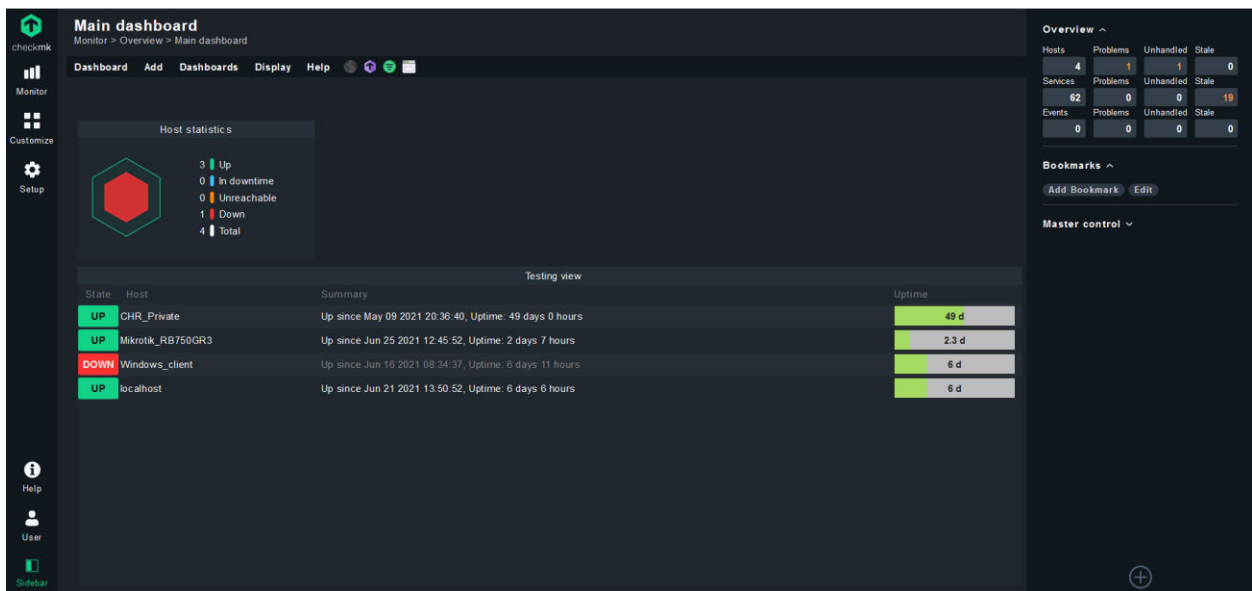 Main dashboard
Monitor > Overview > Main dashboard
Dashboard Add Dashboards Display Help
checkmk
Monitor
Customize
Setup
Help
User
Sidebar
Host statistics
3 Up
0 In downtime
0 Unreachable
1 Down
4 Total
Testing view
State Host Summary Uptime
UP CHR_Private Up since May 09 2021 20:36:40, Uptime: 49 days 0 hours 49 d
UP Mikrotik_RB750GR3 Up since Jun 25 2021 12:45:52, Uptime: 2 days 7 hours 2.3 d
DOWN Windows_client Up since Jun 16 2021 08:34:37, Uptime: 6 days 11 hours 6 d
UP localhost Up since Jun 21 2021 13:50:52, Uptime: 6 days 6 hours 6 d
Overview
Hosts Problems Unhandled Stale
4 1 1 0
Services Problems Unhandled Stale
62 0 0 19
Events Problems Unhandled Stale
0 0 0 0
Bookmarks
Add Bookmark Edit
Master control